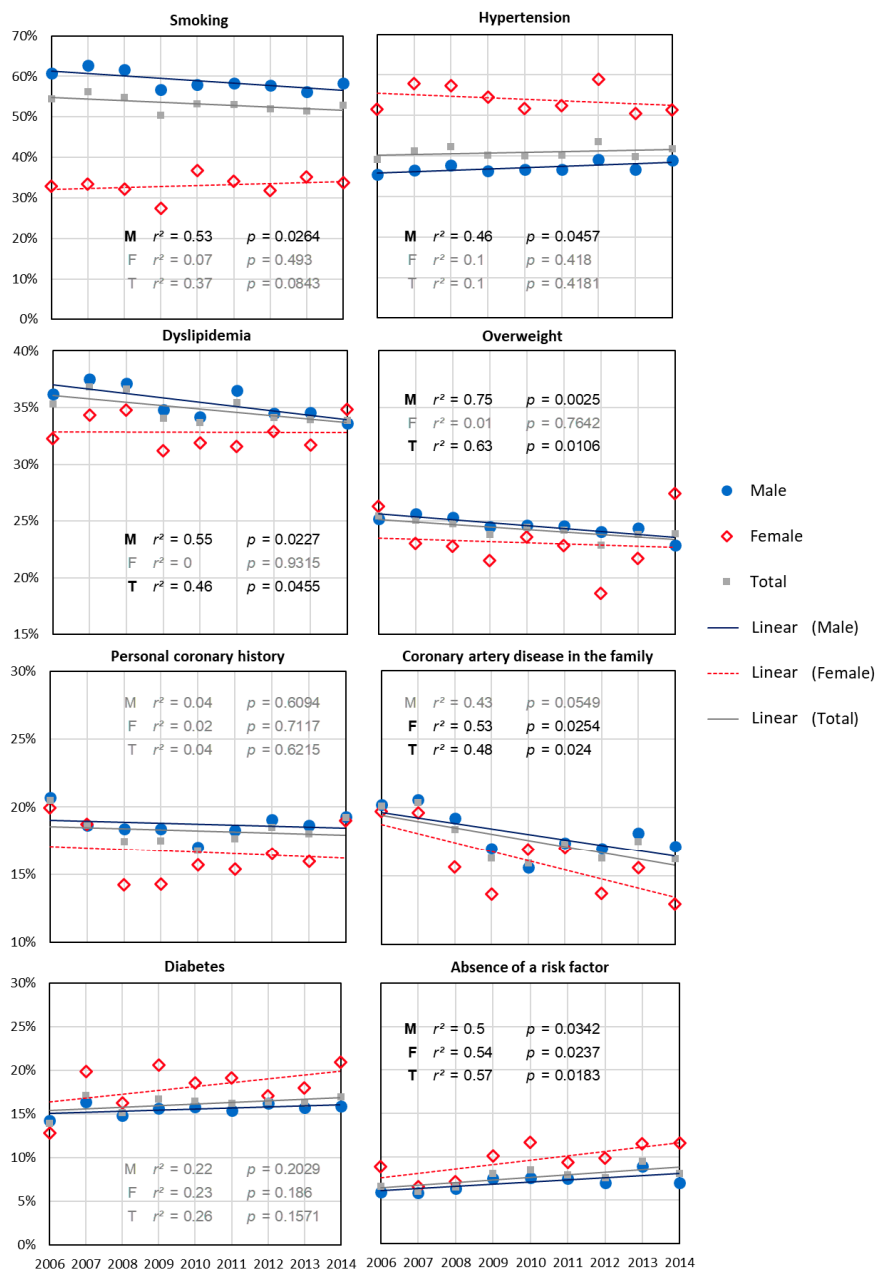 Smoking
Hypertension
70%
60%
50%
40%
30%
20%
10%
0%
M r² = 0.53 p = 0.0264
F r² = 0.07 p = 0.493
T r² = 0.37 p = 0.0843
M r² = 0.46 p = 0.0457
F r² = 0.1 p = 0.418
T r² = 0.1 p = 0.4181
Dyslipidemia
Overweight
40%
35%
30%
25%
20%
15%
M r² = 0.55 p = 0.0227
F r² = 0 p = 0.9315
T r² = 0.46 p = 0.0455
M r² = 0.75 p = 0.0025
F r² = 0.01 p = 0.7642
T r² = 0.63 p = 0.0106
Male
Female
Total
Linear (Male)
Linear (Female)
Linear (Total)
Personal coronary history
Coronary artery disease in the family
30%
25%
20%
15%
10%
M r² = 0.04 p = 0.6094
F r² = 0.02 p = 0.7117
T r² = 0.04 p = 0.6215
M r² = 0.43 p = 0.0549
F r² = 0.53 p = 0.0254
T r² = 0.48 p = 0.024
Diabetes
Absence of a risk factor
30%
25%
20%
15%
10%
5%
0%
M r² = 0.22 p = 0.2029
F r² = 0.23 p = 0.186
T r² = 0.26 p = 0.1571
M r² = 0.5 p = 0.0342
F r² = 0.54 p = 0.0237
T r² = 0.57 p = 0.0183
2006 2007 2008 2009 2010 2011 2012 2013 2014
2006 2007 2008 2009 2010 2011 2012 2013 2014